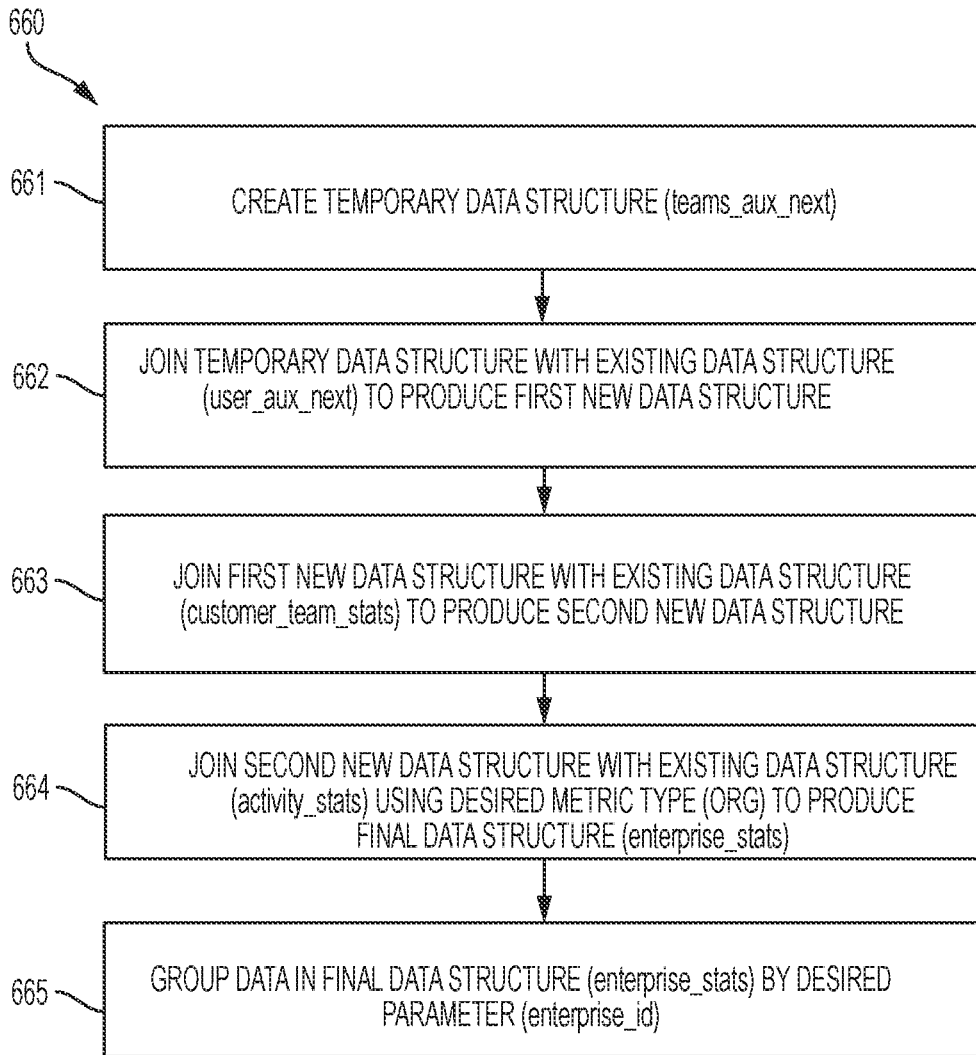 660
661
CREATE TEMPORARY DATA STRUCTURE (teams_aux_next)
662
JOIN TEMPORARY DATA STRUCTURE WITH EXISTING DATA STRUCTURE
(user_aux_next) TO PRODUCE FIRST NEW DATA STRUCTURE
663
JOIN FIRST NEW DATA STRUCTURE WITH EXISTING DATA STRUCTURE
(customer_team_stats) TO PRODUCE SECOND NEW DATA STRUCTURE
664
JOIN SECOND NEW DATA STRUCTURE WITH EXISTING DATA STRUCTURE
(activity_stats) USING DESIRED METRIC TYPE (ORG) TO PRODUCE
FINAL DATA STRUCTURE (enterprise_stats)
665
GROUP DATA IN FINAL DATA STRUCTURE (enterprise_stats) BY DESIRED
PARAMETER (enterprise_id)